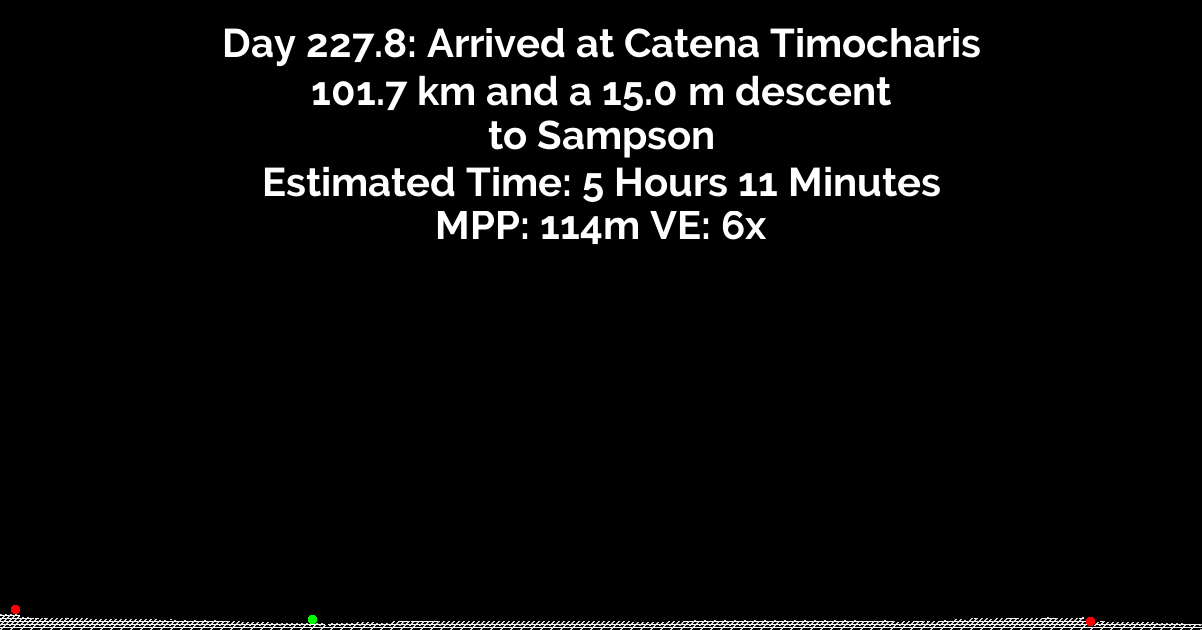 Day 227.8: Arrived at Catena Timocharis
101.7 km and a 15.0 m descent
to Sampson
Estimated Time: 5 Hours 11 Minutes
MPP: 114m VE: 6x